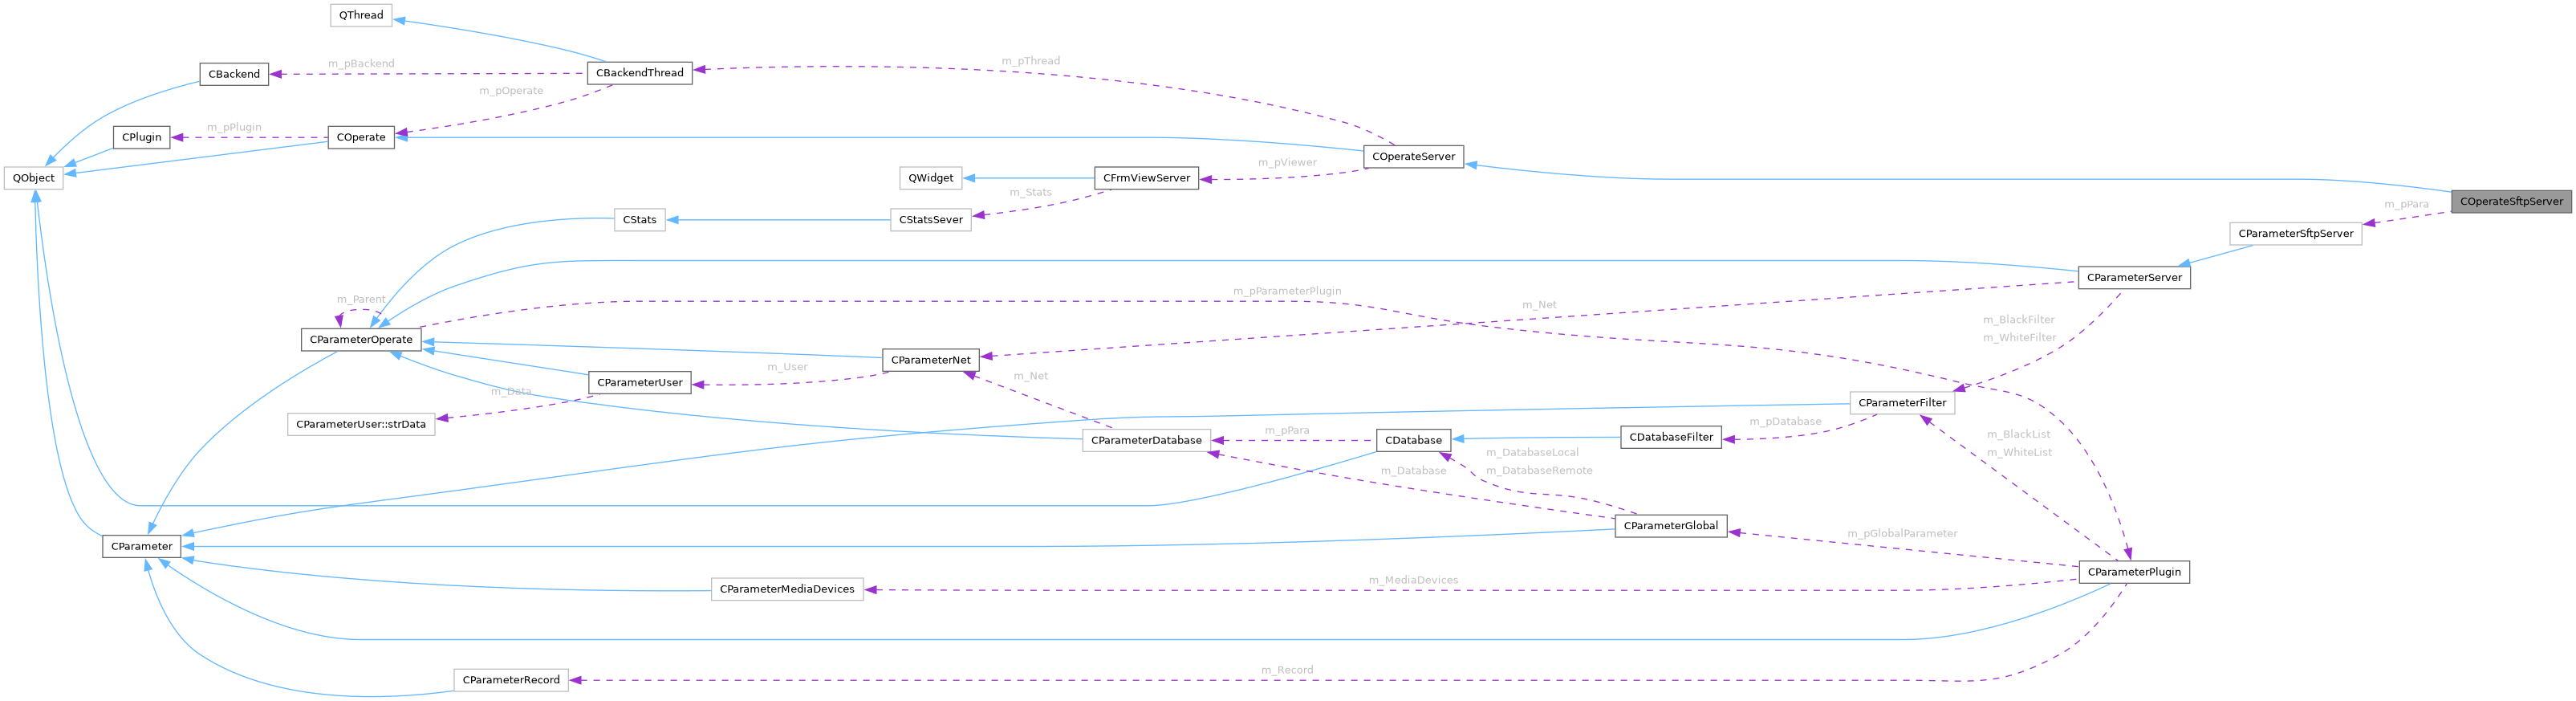 QThread
m_pThread
m_pBackend
CBackend
CBackendThread
m_pOperate
m_pPlugin
CPlugin
COperate
COperateServer
m_pViewer
QObject
QWidget
CFrmViewServer
m_Stats
COperateSftpServer
m_pPara
CStats
CStatsSever
CParameterSftpServer
CParameterServer
m_pParameterPlugin
m_Parent
m_Net
m_BlackFilter
m_WhiteFilter
CParameterOperate
CParameterNet
m_User
m_Net
CParameterUser
m_Data
CParameterFilter
CParameterUser::strData
m_pDatabase
m_pPara
CParameterDatabase
CDatabase
CDatabaseFilter
m_BlackList
m_WhiteList
m_DatabaseLocal
m_DatabaseRemote
m_Database
CParameterGlobal
m_pGlobalParameter
CParameter
CParameterPlugin
m_MediaDevices
CParameterMediaDevices
m_Record
CParameterRecord